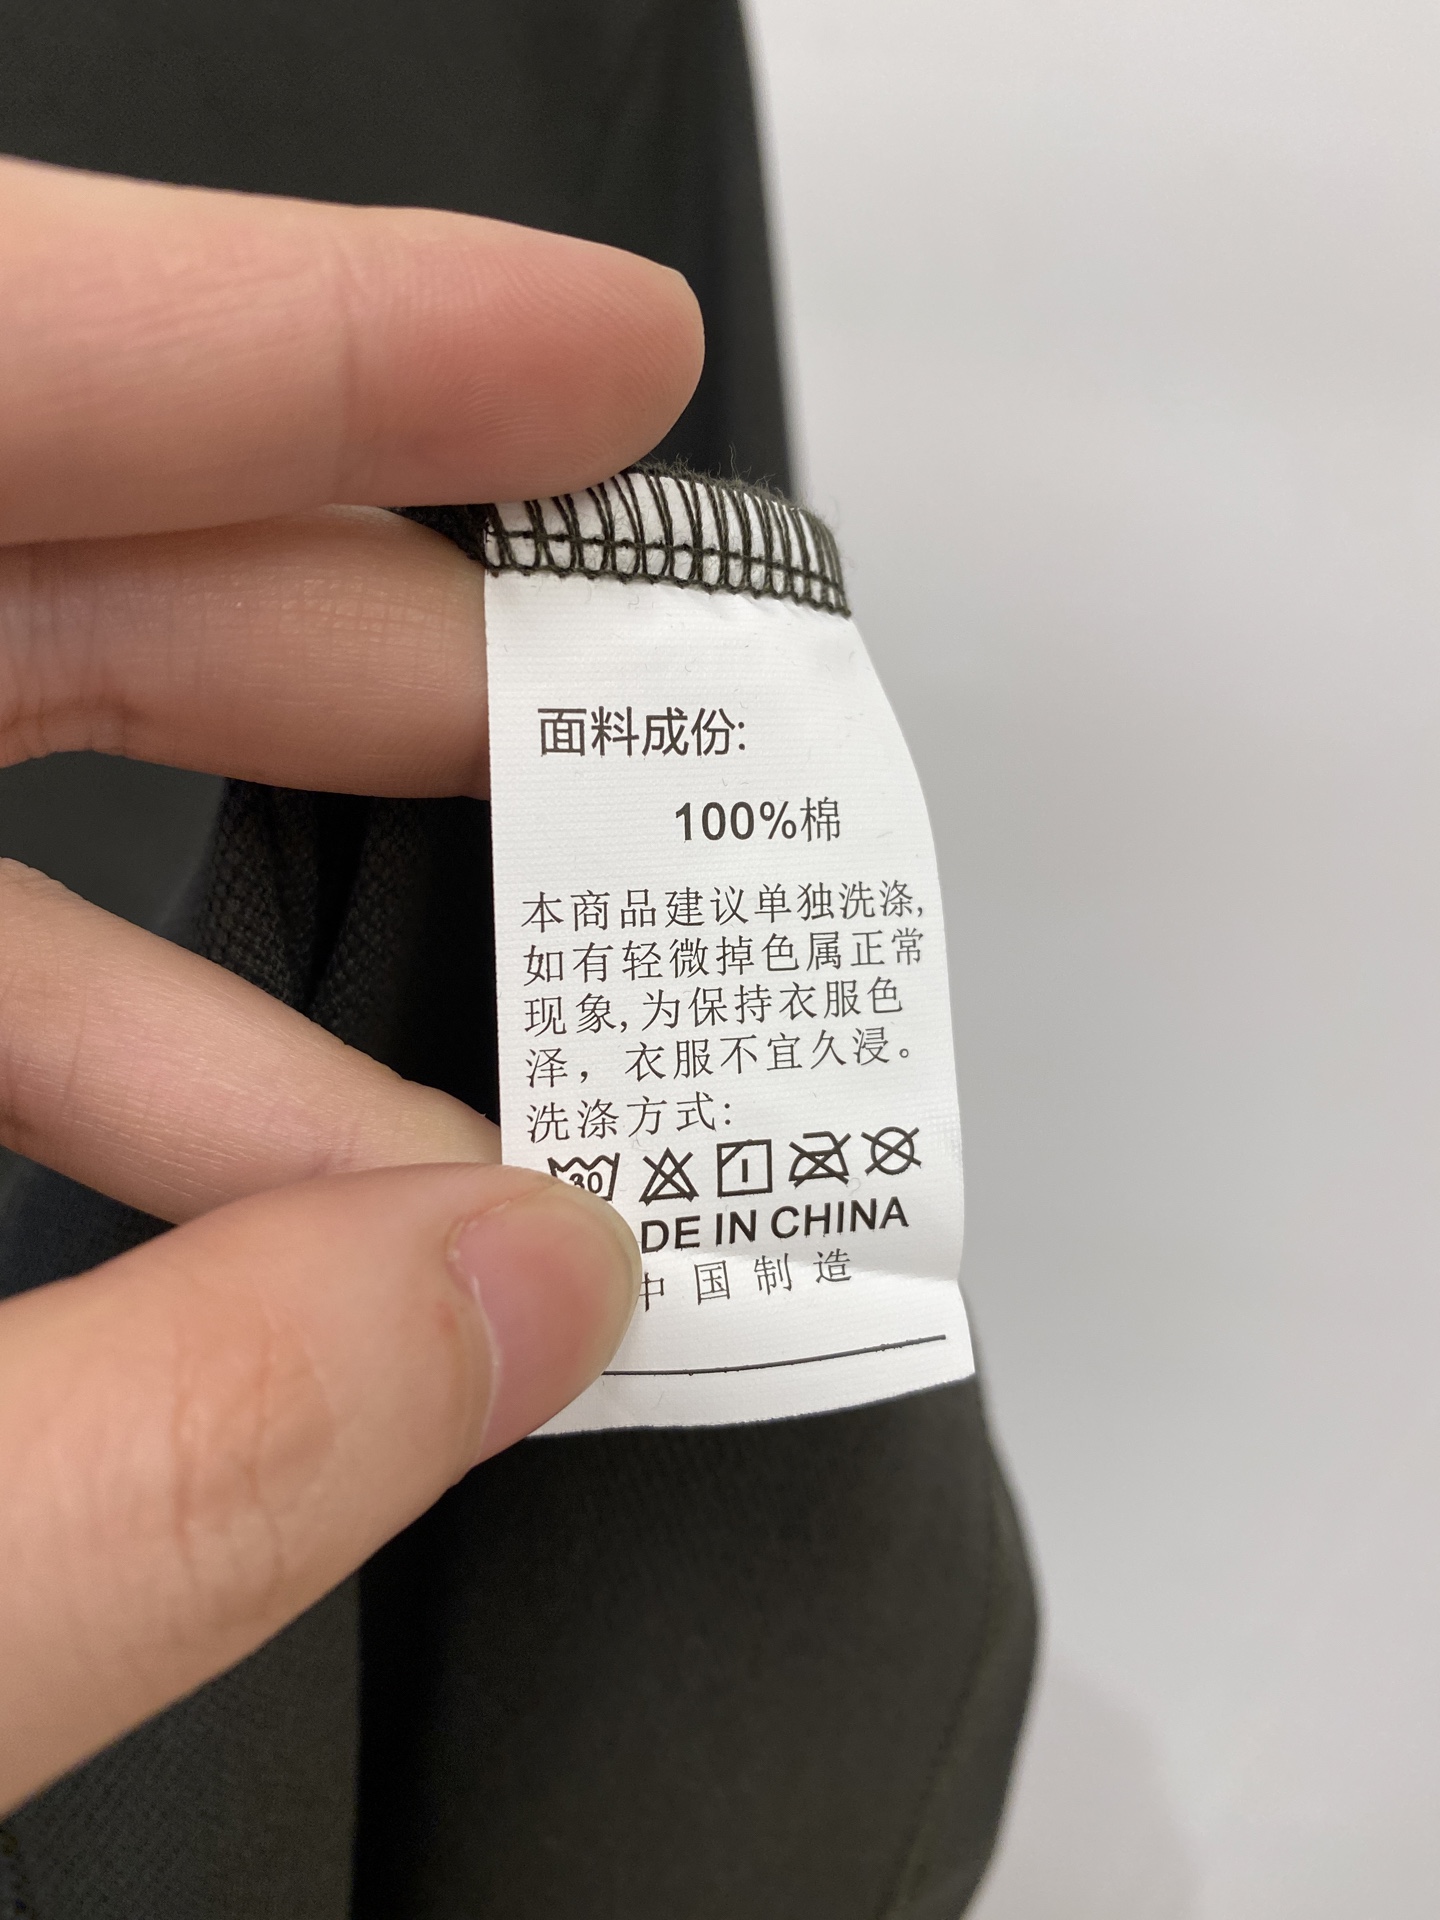 面料成份:
100%棉
本商品建议单独洗涤,
如有轻微掉色属正常
现象,为保持衣服色
泽，衣服不宜久浸。
洗涤方式:
30
DE IN CHINA
中国制造